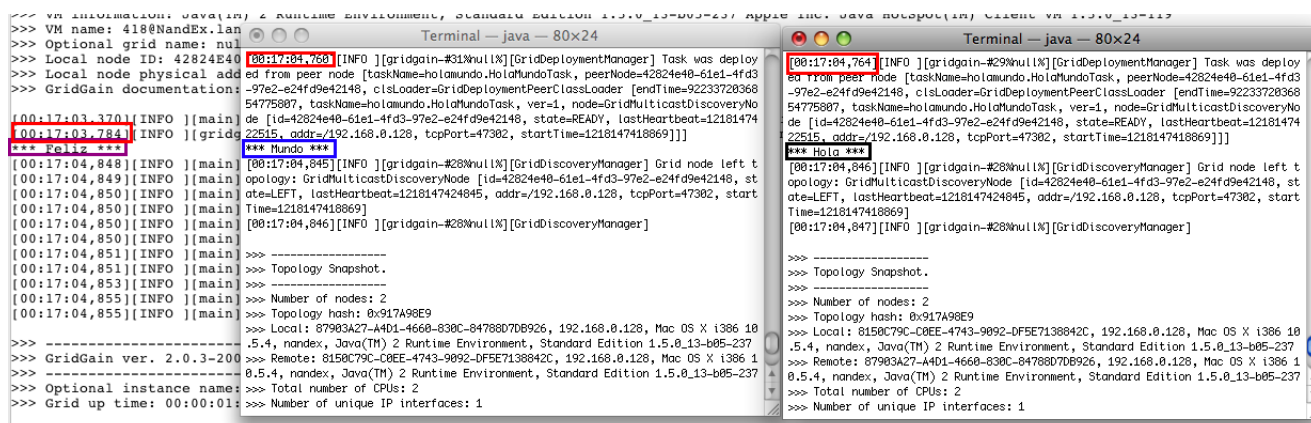 >>> VM information: Java(TM) 2 Runtime Environment, Standard Edition 1.5.0_13-b05-237 Apple Inc. Java HotSpot(TM) Client VM 1.5.0_13-119
>>> VM name: 418@NandEx.lan
>>> Optional grid name: nul
>>> Local node ID: 42824E40
>>> Local node physical add
>>> GridGain documentation:
[00:17:03,370][INFO ][main]
[00:17:03,784][INFO ][gridg
*** Feliz ***
[00:17:04,848][INFO ][main]
[00:17:04,849][INFO ][main]
[00:17:04,850][INFO ][main]
[00:17:04,850][INFO ][main]
[00:17:04,850][INFO ][main]
[00:17:04,850][INFO ][main]
[00:17:04,851][INFO ][main]
[00:17:04,851][INFO ][main]
[00:17:04,853][INFO ][main]
[00:17:04,855][INFO ][main]
[00:17:04,855][INFO ][main]
>>> --------------------
>>> GridGain ver. 2.0.3-200
>>> --------------------
>>> Optional instance name:
>>> Grid up time: 00:00:01:
Terminal — java — 80×24
[00:17:04,760][INFO ][gridgain-#31%null%][GridDeploymentManager] Task was deploy
ed from peer node [taskName=holamundo.HolaMundoTask, peerNode=42824e40-61e1-4fd3
-97e2-e24fd9e42148, clsLoader=GridDeploymentPeerClassLoader [endTime=92233720368
54775807, taskName=holamundo.HolaMundoTask, ver=1, node=GridMulticastDiscoveryNo
de [id=42824e40-61e1-4fd3-97e2-e24fd9e42148, state=READY, lastHeartbeat=12181474
22515, addr=/192.168.0.128, tcpPort=47302, startTime=1218147418869]]]
*** Mundo ***
[00:17:04,845][INFO ][gridgain-#28%null%][GridDiscoveryManager] Grid node left t
opology: GridMulticastDiscoveryNode [id=42824e40-61e1-4fd3-97e2-e24fd9e42148, st
ate=LEFT, lastHeartbeat=1218147424845, addr=/192.168.0.128, tcpPort=47302, start
Time=1218147418869]
[00:17:04,846][INFO ][gridgain-#28%null%][GridDiscoveryManager]
>>> ------------------
>>> Topology Snapshot.
>>> ------------------
>>> Number of nodes: 2
>>> Topology hash: 0x917A98E9
>>> Local: 87903A27-A4D1-4660-830C-84788D7DB926, 192.168.0.128, Mac OS X i386 10
.5.4, nandex, Java(TM) 2 Runtime Environment, Standard Edition 1.5.0_13-b05-237
>>> Remote: 8150C79C-C0EE-4743-9092-DF5E7138842C, 192.168.0.128, Mac OS X i386 1
0.5.4, nandex, Java(TM) 2 Runtime Environment, Standard Edition 1.5.0_13-b05-237
>>> Total number of CPUs: 2
>>> Number of unique IP interfaces: 1
Terminal — java — 80×24
[00:17:04,764][INFO ][gridgain-#29%null%][GridDeploymentManager] Task was deploy
ed from peer node [taskName=holamundo.HolaMundoTask, peerNode=42824e40-61e1-4fd3
-97e2-e24fd9e42148, clsLoader=GridDeploymentPeerClassLoader [endTime=92233720368
54775807, taskName=holamundo.HolaMundoTask, ver=1, node=GridMulticastDiscoveryNo
de [id=42824e40-61e1-4fd3-97e2-e24fd9e42148, state=READY, lastHeartbeat=12181474
22515, addr=/192.168.0.128, tcpPort=47302, startTime=1218147418869]]]
*** Hola ***
[00:17:04,846][INFO ][gridgain-#28%null%][GridDiscoveryManager] Grid node left t
opology: GridMulticastDiscoveryNode [id=42824e40-61e1-4fd3-97e2-e24fd9e42148, st
ate=LEFT, lastHeartbeat=1218147424845, addr=/192.168.0.128, tcpPort=47302, start
Time=1218147418869]
[00:17:04,847][INFO ][gridgain-#28%null%][GridDiscoveryManager]
>>> ------------------
>>> Topology Snapshot.
>>> ------------------
>>> Number of nodes: 2
>>> Topology hash: 0x917A98E9
>>> Local: 8150C79C-C0EE-4743-9092-DF5E7138842C, 192.168.0.128, Mac OS X i386 10
.5.4, nandex, Java(TM) 2 Runtime Environment, Standard Edition 1.5.0_13-b05-237
>>> Remote: 87903A27-A4D1-4660-830C-84788D7DB926, 192.168.0.128, Mac OS X i386 1
0.5.4, nandex, Java(TM) 2 Runtime Environment, Standard Edition 1.5.0_13-b05-237
>>> Total number of CPUs: 2
>>> Number of unique IP interfaces: 1